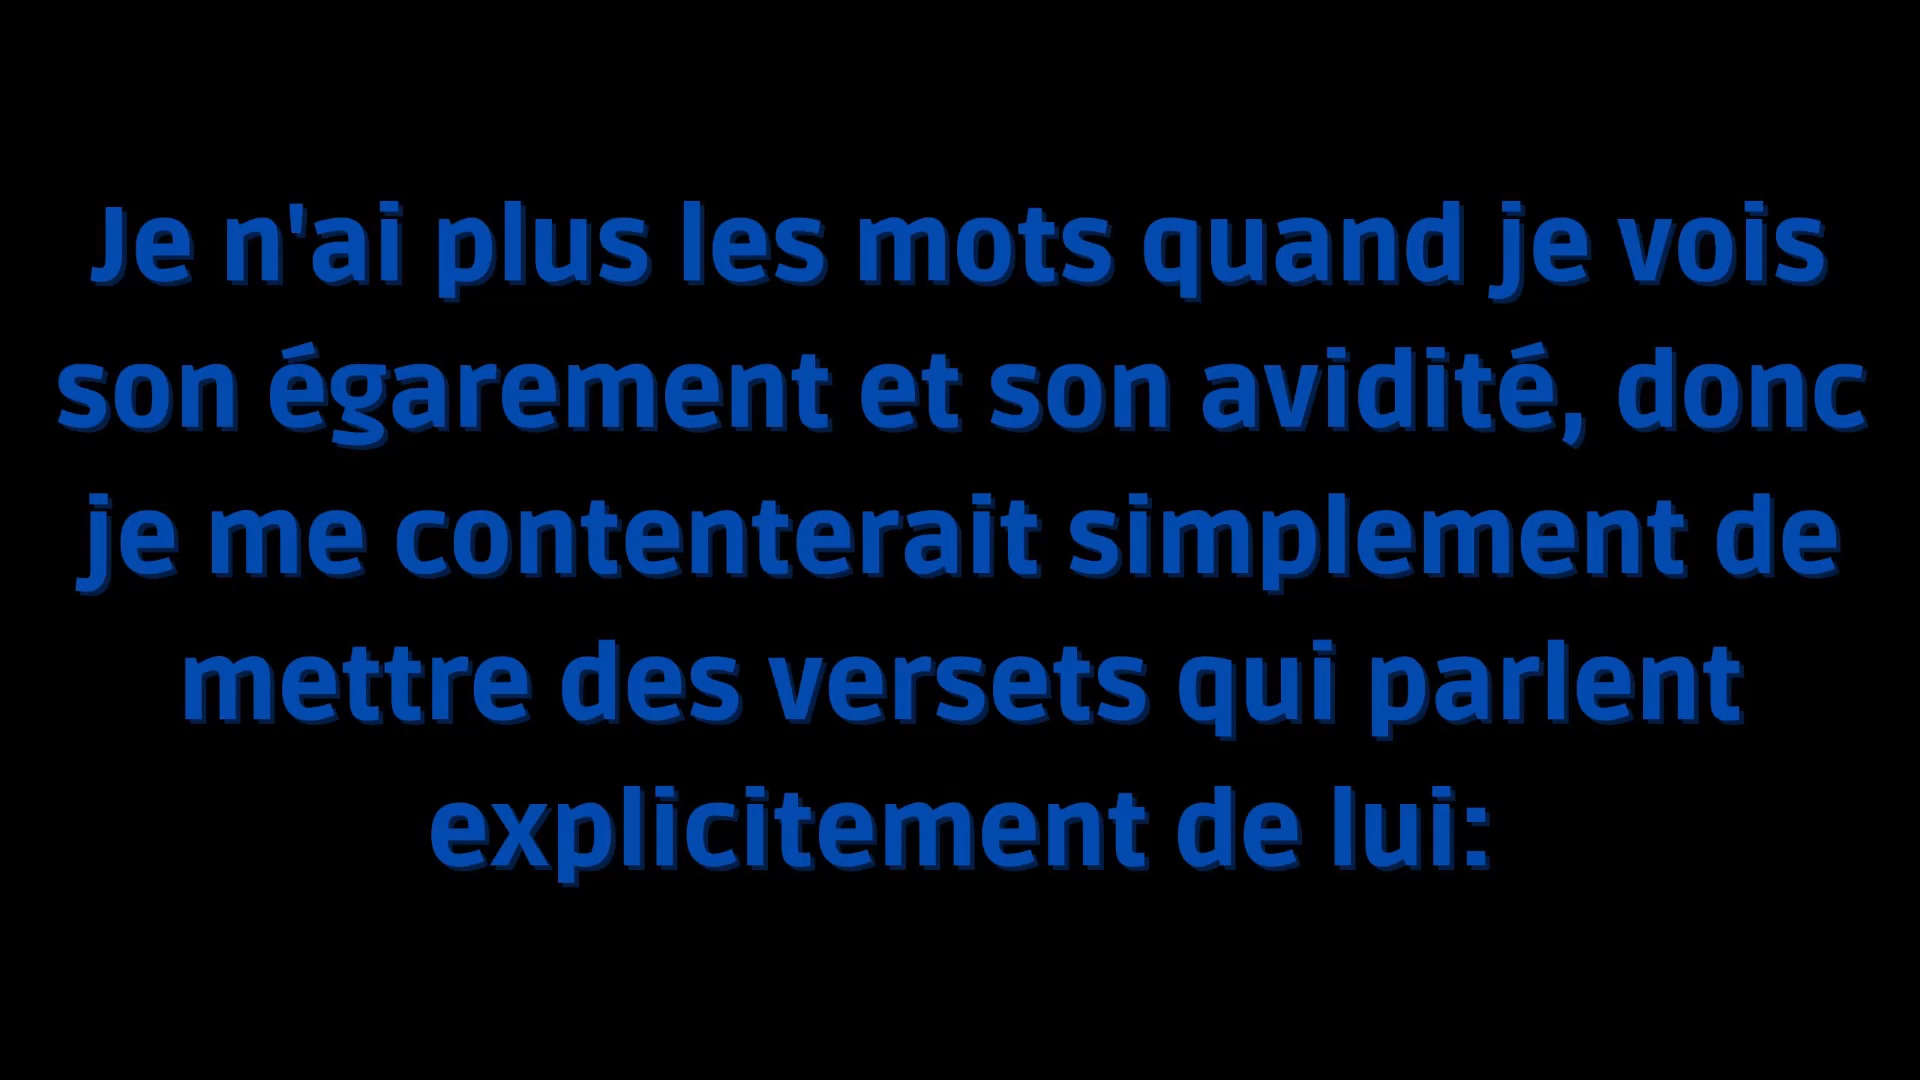 Je n'ai plus les mots quand je vois
son égarement et son avidité, donc
je me contenterait simplement de
mettre des versets qui parlent
explicitement de lui: